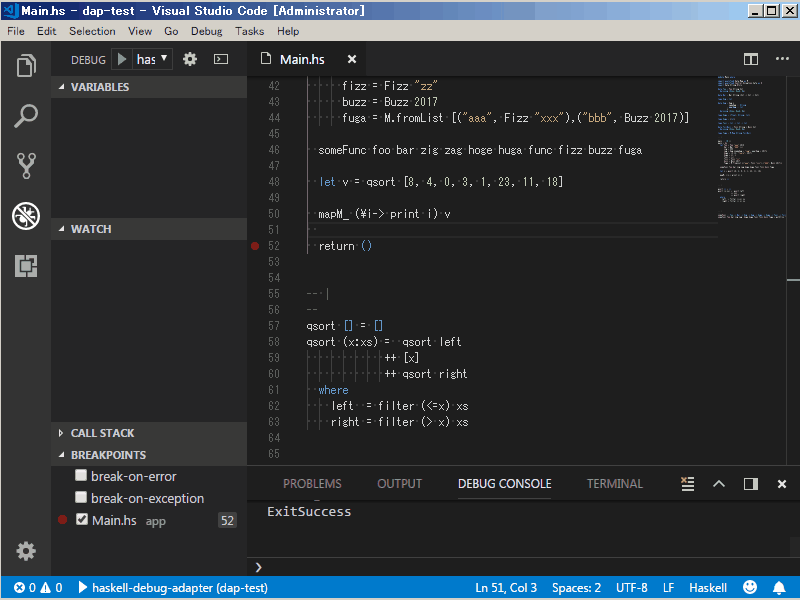 Main.hs - dap-test - Visual Studio Code [Administrator]
File Edit Selection View Go Debug Tasks Help
DEBUG has
Main.hs
VARIABLES
WATCH
CALL STACK
BREAKPOINTS
break-on-error
break-on-exception
Main.hs app 52
42 fizz = Fizz "zz"
43 buzz = Buzz 2017
44 fuga = M.fromList [("aaa", Fizz "xxx"),("bbb", Buzz 2017)]
45
46 someFunc foo bar zig zag hoge huga func fizz buzz fuga
47
48 let v = qsort [8, 4, 0, 3, 1, 23, 11, 18]
49
50 mapM_ (¥i-> print i) v
51
52 return ()
53
54
55 -- |
56 --
57 qsort [] = []
58 qsort (x:xs) = qsort left
59 ++ [x]
60 ++ qsort right
61 where
62 left = filter (<=x) xs
63 right = filter (> x) xs
64
65
PROBLEMS OUTPUT DEBUG CONSOLE TERMINAL
ExitSuccess
0 0 haskell-debug-adapter (dap-test) Ln 51, Col 3 Spaces: 2 UTF-8 LF Haskell